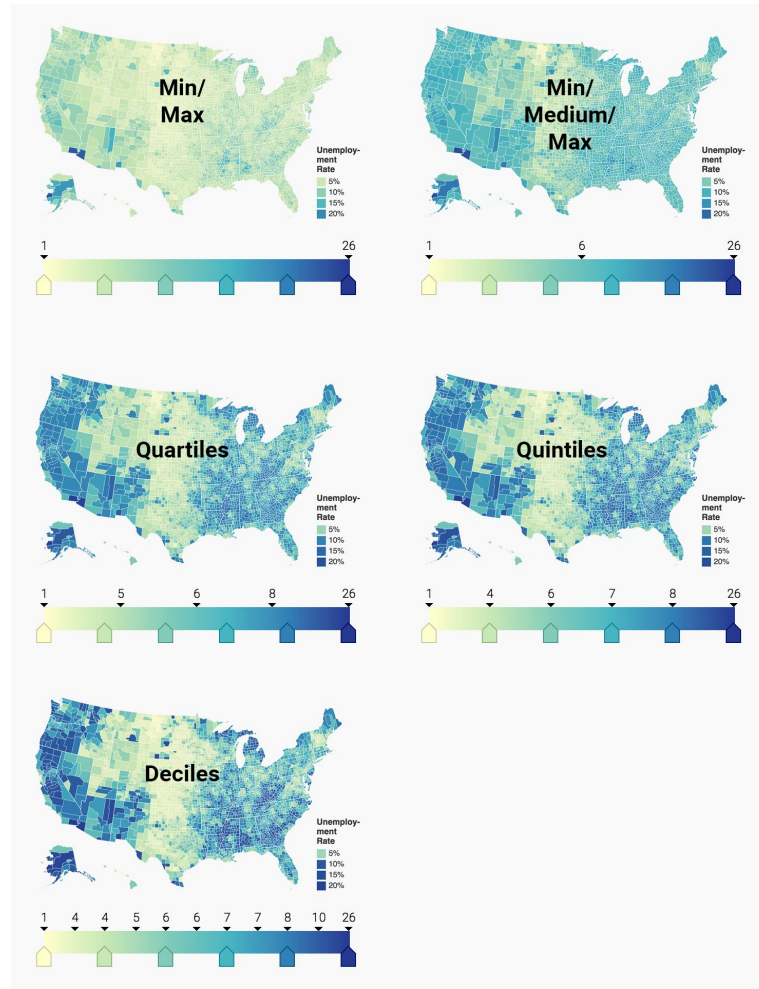 Min/
Max
Unemploy-
ment
Rate
5%
10%
15%
20%
1 26
Min/
Medium/
Max
Unemploy-
ment
Rate
5%
10%
15%
20%
1 6 26
Quartiles
Unemploy-
ment
Rate
5%
10%
15%
20%
1 5 6 8 26
Quintiles
Unemploy-
ment
Rate
5%
10%
15%
20%
1 4 6 7 8 26
Deciles
Unemploy-
ment
Rate
5%
10%
15%
20%
1 4 4 5 6 6 7 7 8 10 26